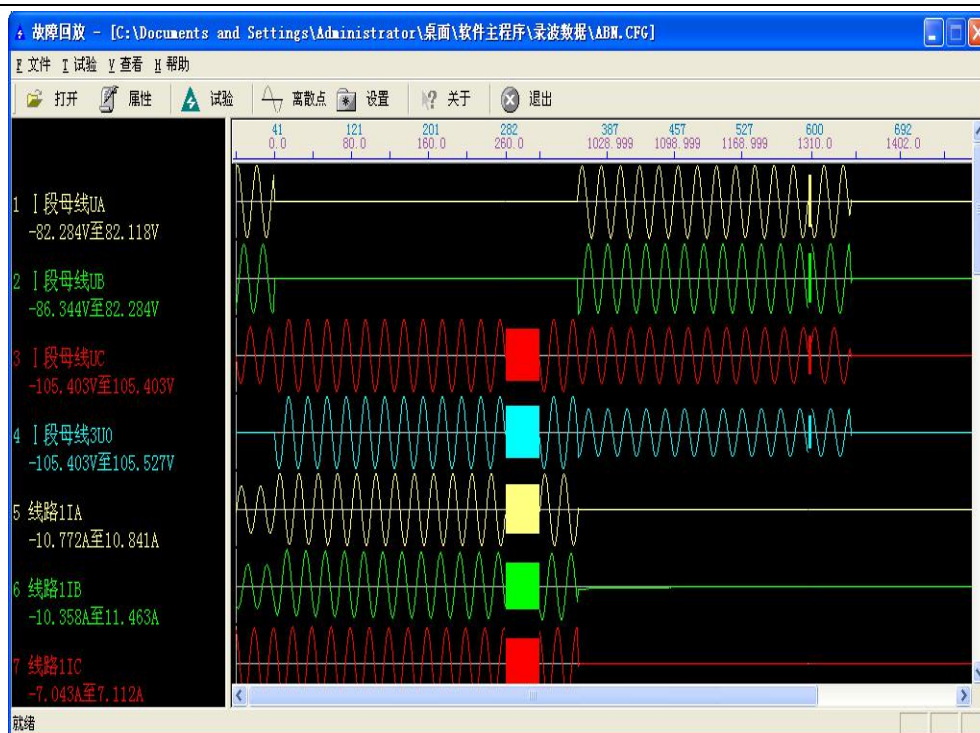 故障回放 - [C:\Documents and Settings\Administrator\桌面\软件主程序\录波数据\ABN.CFG]
F 文件 T 试验 V 查看 H 帮助
打开 属性 试验 离散点 设置 关于 退出
41 121 201 282 387 457 527 600 692
0.0 80.0 160.0 260.0 1028.999 1098.999 1168.999 1310.0 1402.0
1 Ⅰ段母线UA
-82.284V至82.118V
2 Ⅰ段母线UB
-86.344V至82.284V
3 Ⅰ段母线UC
-105.403V至105.403V
4 Ⅰ段母线3U0
-105.403V至105.527V
5 线路1IA
-10.772A至10.841A
6 线路1IB
-10.358A至11.463A
7 线路1IC
-7.043A至7.112A
就绪